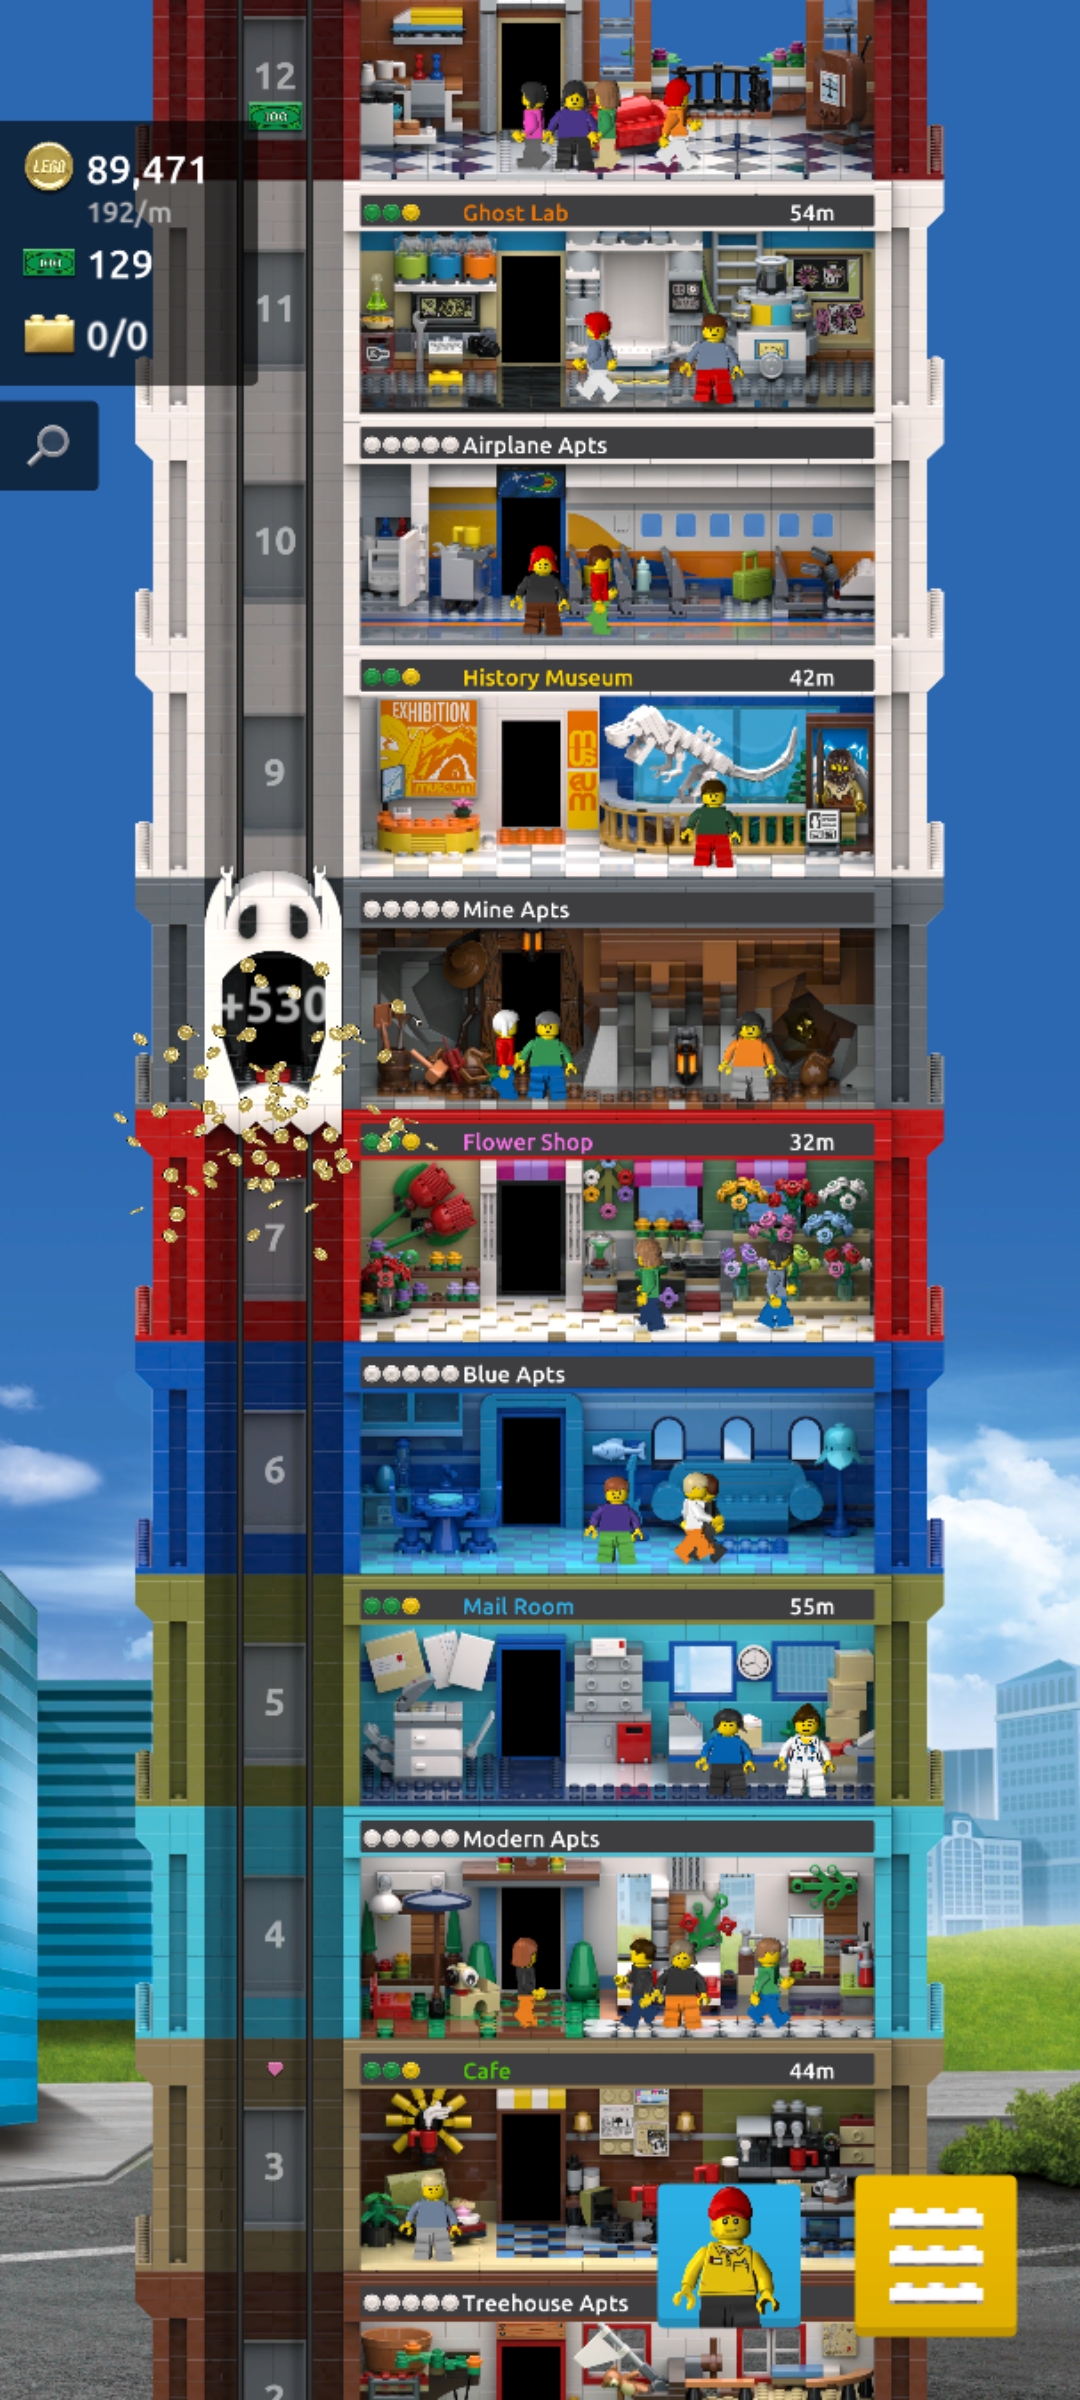 12
LEGO 89,471
192/m
129
0/0
Ghost Lab 54m
11
Airplane Apts
10
History Museum 42m
EXHIBITION
museum
museum
9
Mine Apts
+530
Flower Shop 32m
7
Blue Apts
6
Mail Room 55m
5
Modern Apts
4
Cafe 44m
3
Treehouse Apts
2